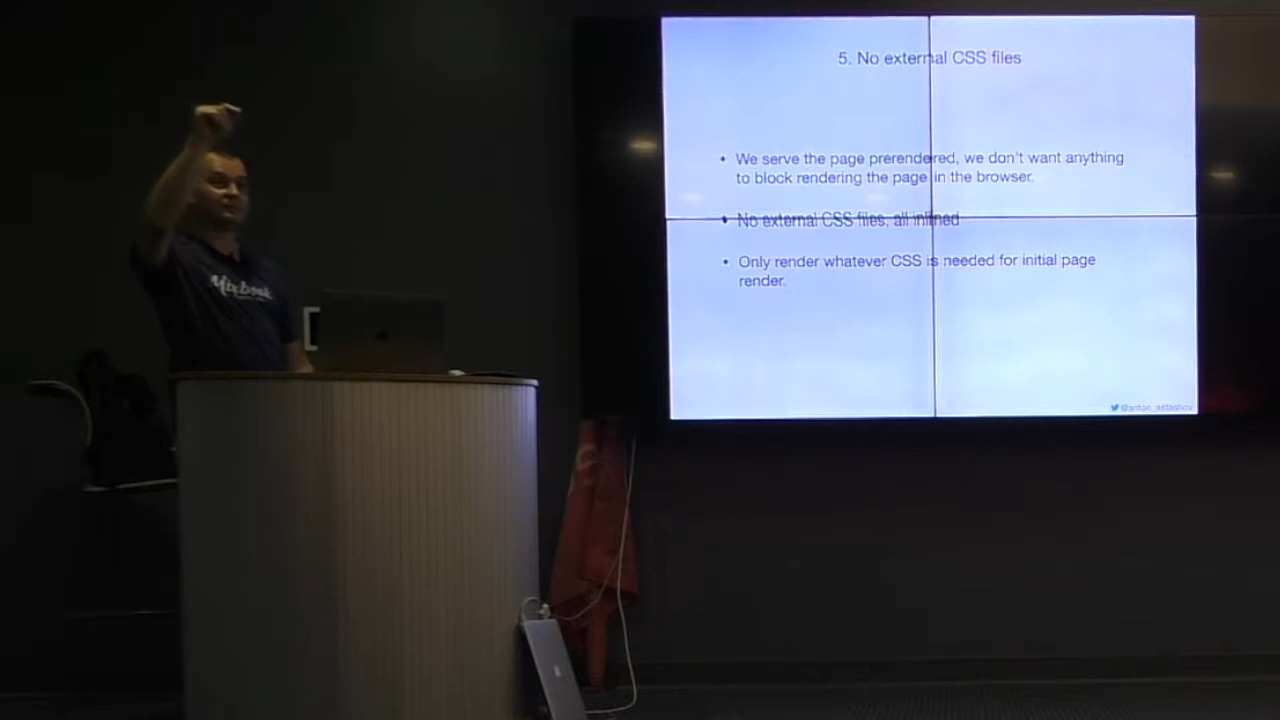 5. No external CSS files
• We serve the page prerendered, we don't want anything
to block rendering the page in the browser.
• No external CSS files, all inlined
• Only render whatever CSS is needed for initial page
render.
@anton_astashov
Mixbook